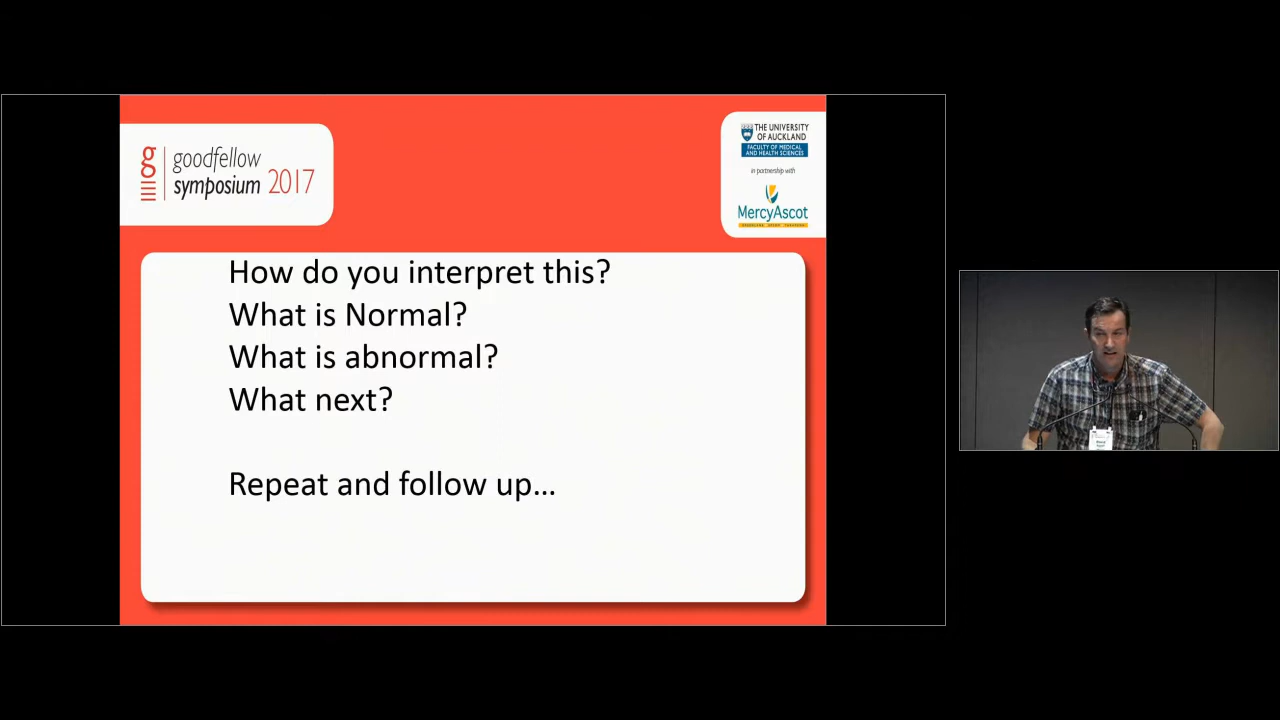 goodfellow
symposium 2017
THE UNIVERSITY
OF AUCKLAND
FACULTY OF MEDICAL
AND HEALTH SCIENCES
in partnership with
MercyAscot
How do you interpret this?
What is Normal?
What is abnormal?
What next?
Repeat and follow up...